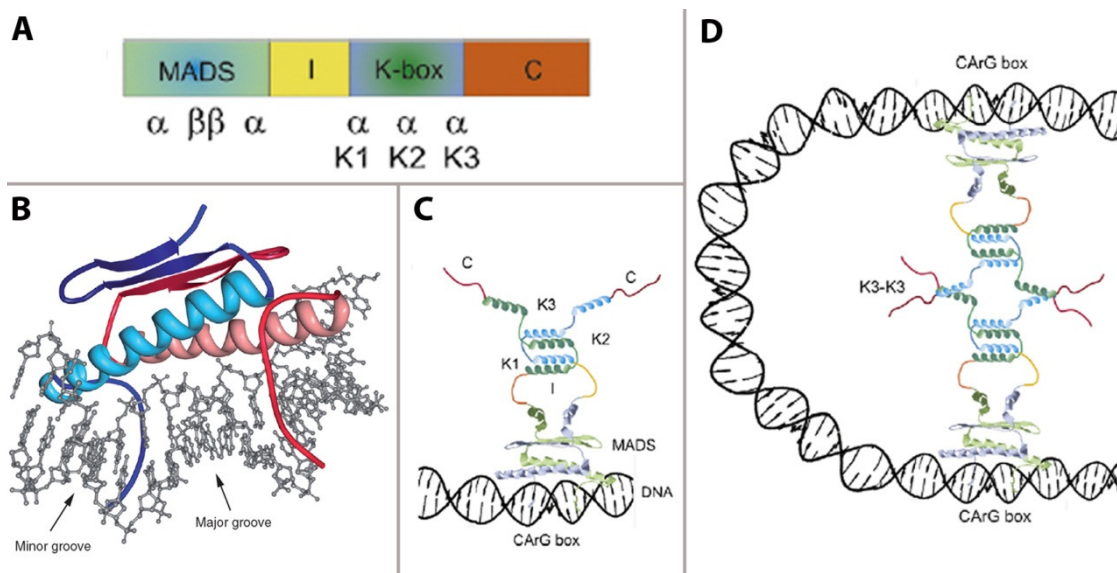 A
MADS I K-box C
α ββ α α α α
K1 K2 K3
B
Minor groove
Major groove
C
C C
K3
K2
K1
I
MADS
DNA
CArG box
D
CArG box
K3-K3
CArG box